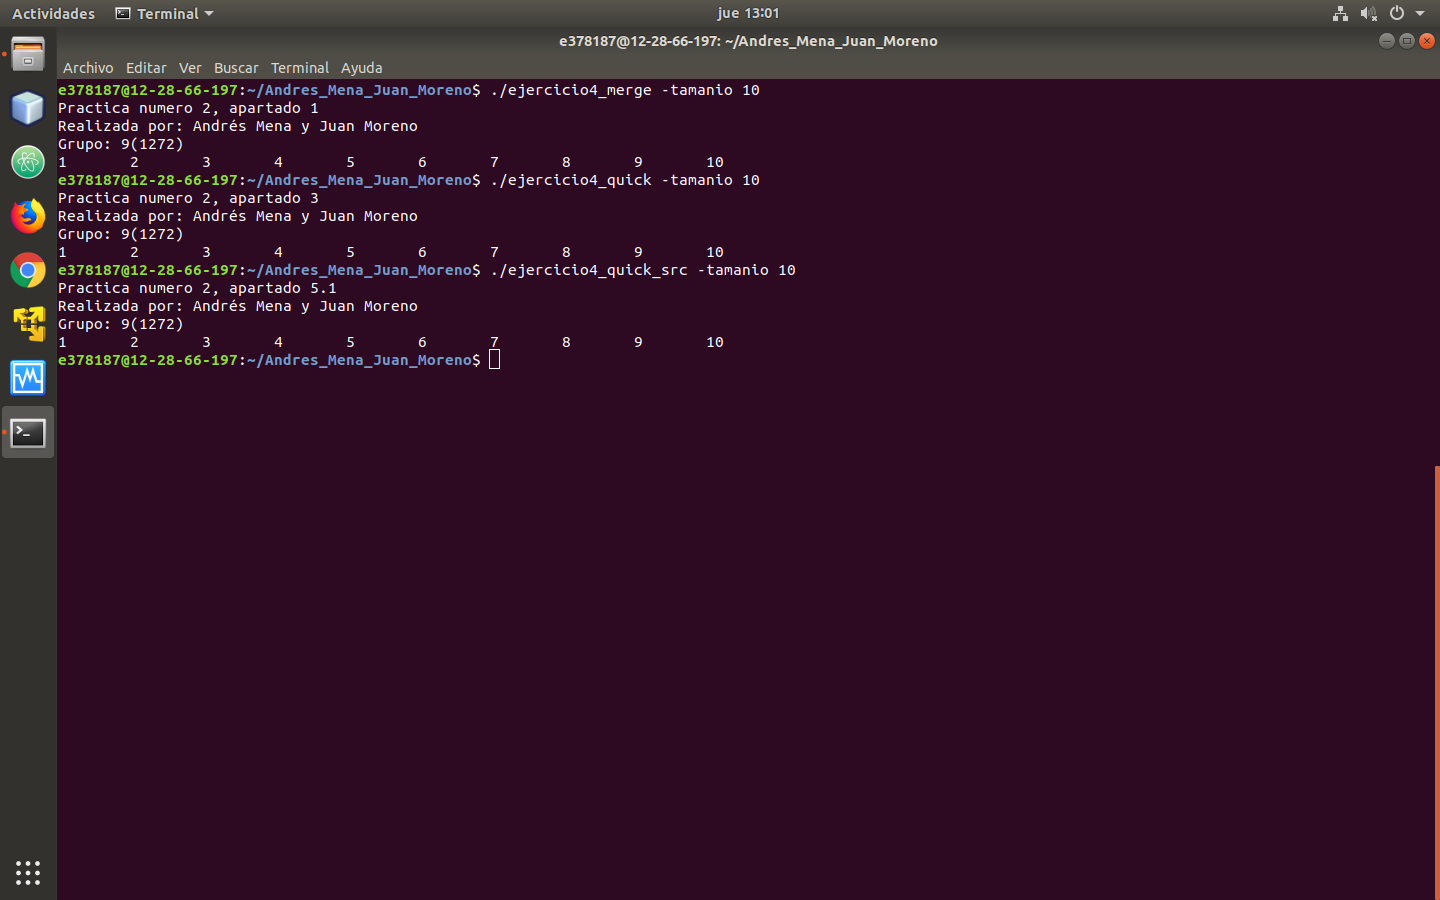 Actividades Terminal jue 13:01
e378187@12-28-66-197: ~/Andres_Mena_Juan_Moreno
Archivo Editar Ver Buscar Terminal Ayuda
e378187@12-28-66-197:~/Andres_Mena_Juan_Moreno$ ./ejercicio4_merge -tamanio 10
Practica numero 2, apartado 1
Realizada por: Andrés Mena y Juan Moreno
Grupo: 9(1272)
1 2 3 4 5 6 7 8 9 10
e378187@12-28-66-197:~/Andres_Mena_Juan_Moreno$ ./ejercicio4_quick -tamanio 10
Practica numero 2, apartado 3
Realizada por: Andrés Mena y Juan Moreno
Grupo: 9(1272)
1 2 3 4 5 6 7 8 9 10
e378187@12-28-66-197:~/Andres_Mena_Juan_Moreno$ ./ejercicio4_quick_src -tamanio 10
Practica numero 2, apartado 5.1
Realizada por: Andrés Mena y Juan Moreno
Grupo: 9(1272)
1 2 3 4 5 6 7 8 9 10
e378187@12-28-66-197:~/Andres_Mena_Juan_Moreno$